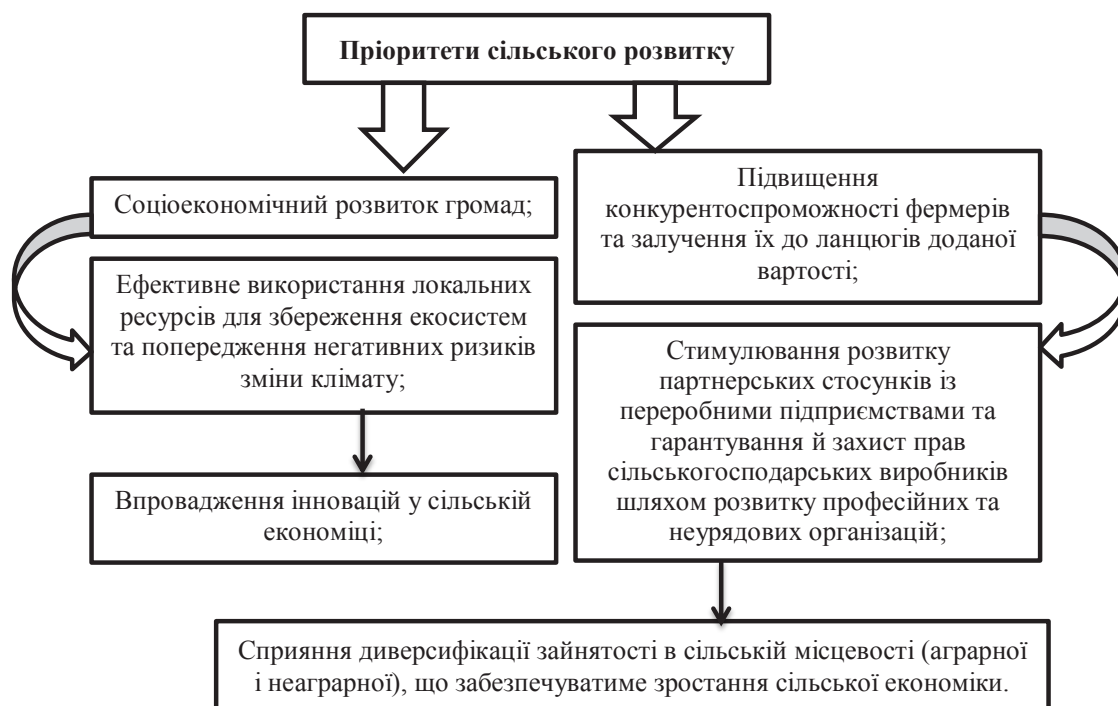 Пріоритети сільського розвитку
Соціоекономічний розвиток громад;
Ефективне використання локальних
ресурсів для збереження екосистем
та попередження негативних ризиків
зміни клімату;
Впровадження інновацій у сільській
економіці;
Підвищення
конкурентоспроможності фермерів
та залучення їх до ланцюгів доданої
вартості;
Стимулювання розвитку
партнерських стосунків із
переробними підприємствами та
гарантування й захист прав
сільськогосподарських виробників
шляхом розвитку професійних та
неурядових організацій;
Сприяння диверсифікації зайнятості в сільській місцевості (аграрної
і неаграрної), що забезпечуватиме зростання сільської економіки.